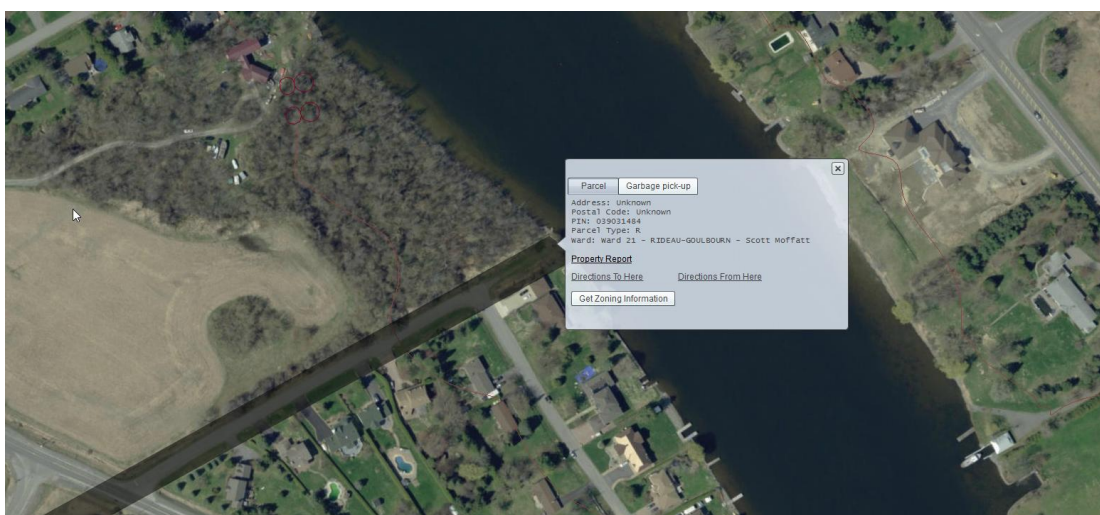 Parcel
Garbage pick-up
Address: Unknown
Postal Code: Unknown
PIN: 039031484
Parcel Type: R
Ward: Ward 21 - RIDEAU-GOULBOURN - Scott Moffatt
Property Report
Directions To Here
Directions From Here
Get Zoning Information